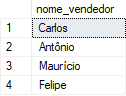 nome_vendedor
1 Carlos
2 Antônio
3 Maurício
4 Felipe